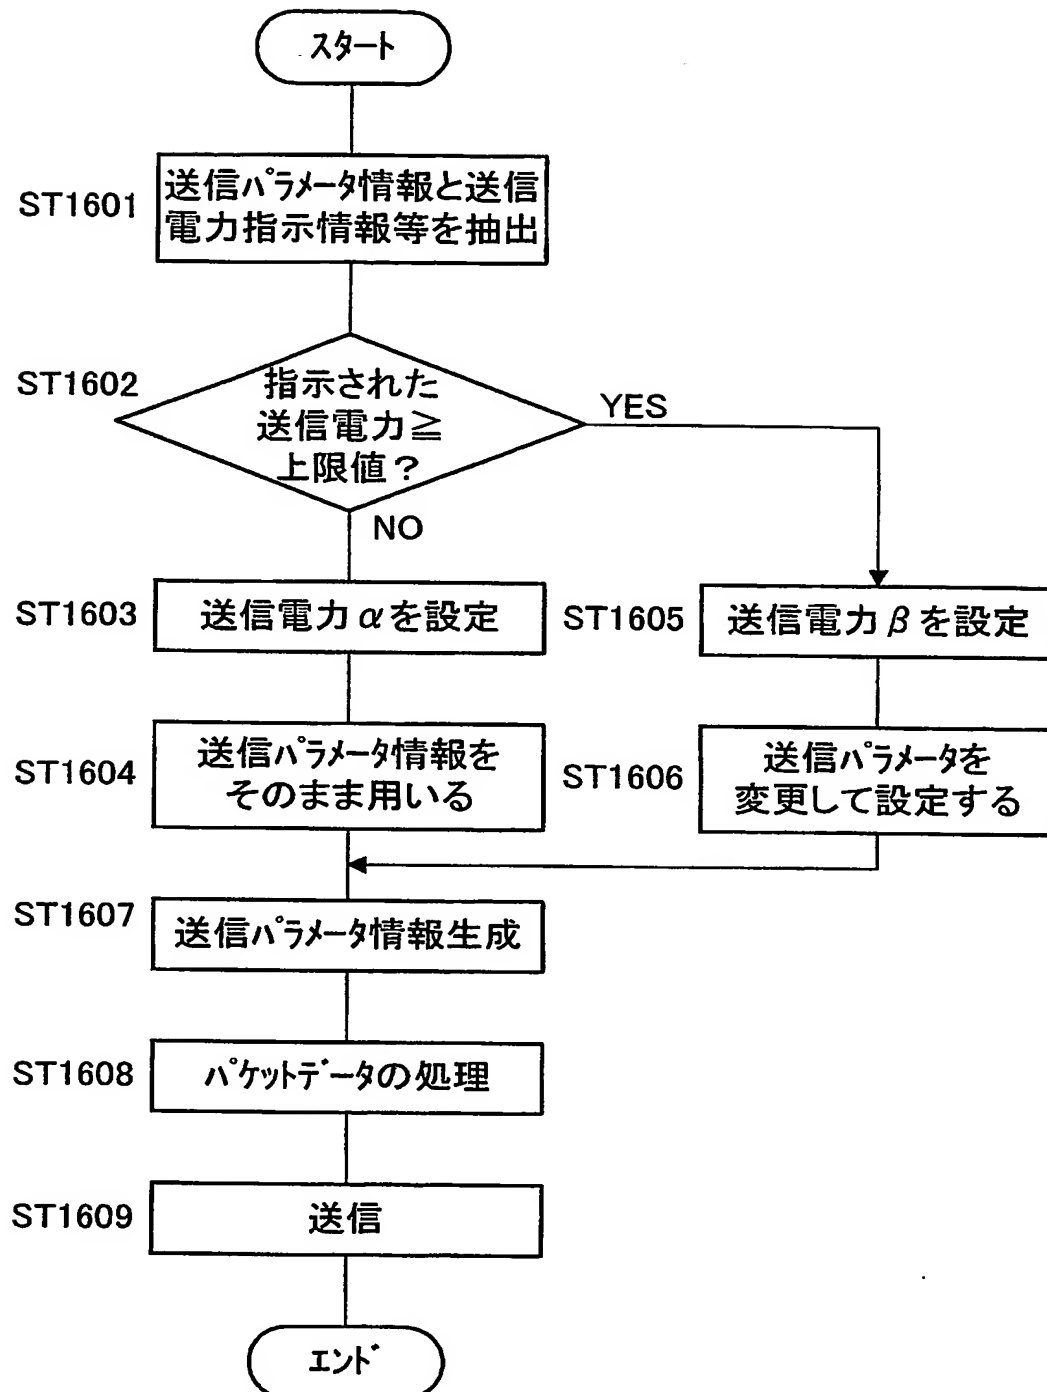 スタート
ST1601
送信パラメータ情報と送信
電力指示情報等を抽出
ST1602
指示された
送信電力≧
上限値？
YES
NO
ST1603
送信電力αを設定
ST1605
送信電力βを設定
ST1604
送信パラメータ情報を
そのまま用いる
ST1606
送信パラメータを
変更して設定する
ST1607
送信パラメータ情報生成
ST1608
パケットデータの処理
ST1609
送信
エンド